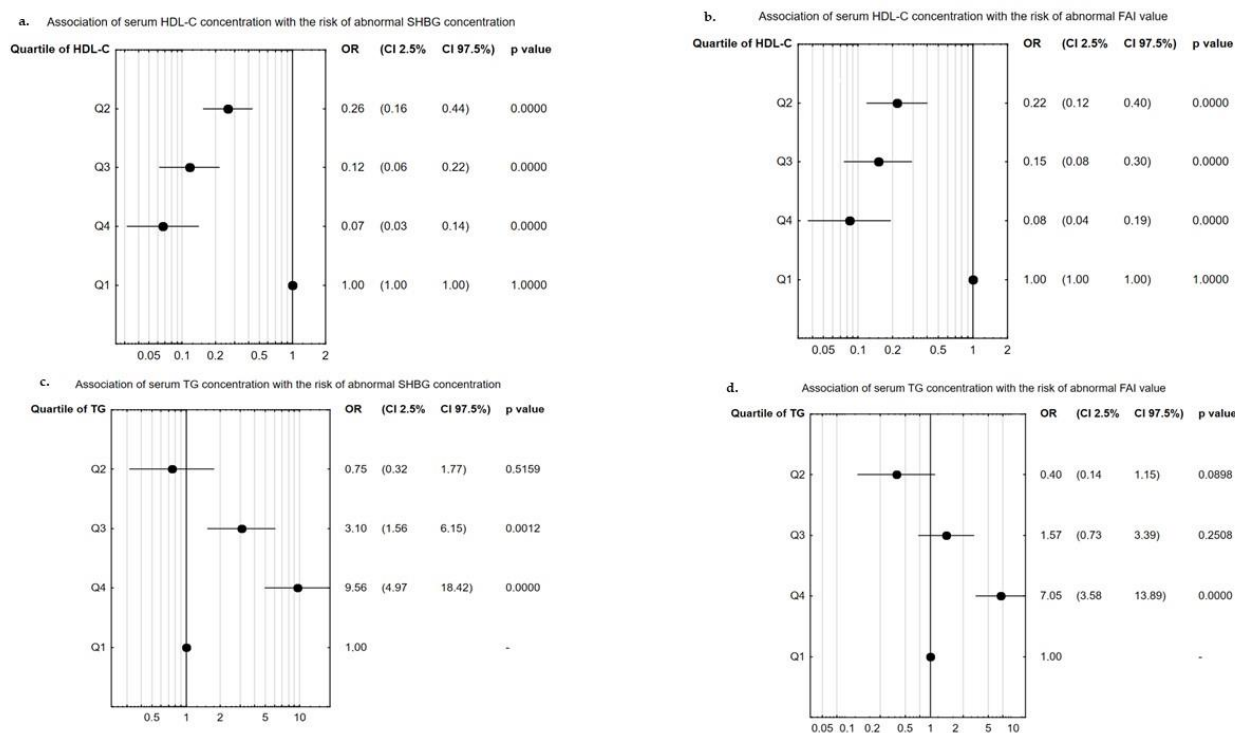 a. Association of serum HDL-C concentration with the risk of abnormal SHBG concentration
Quartile of HDL-C OR (CI 2.5% CI 97.5%) p value
Q2 0.26 (0.16 0.44) 0.0000
Q3 0.12 (0.06 0.22) 0.0000
Q4 0.07 (0.03 0.14) 0.0000
Q1 1.00 (1.00 1.00) 1.0000
0.05 0.1 0.2 0.5 1 2
b. Association of serum HDL-C concentration with the risk of abnormal FAI value
Quartile of HDL-C OR (CI 2.5% CI 97.5%) p value
Q2 0.22 (0.12 0.40) 0.0000
Q3 0.15 (0.08 0.30) 0.0000
Q4 0.08 (0.04 0.19) 0.0000
Q1 1.00 (1.00 1.00) 1.0000
0.05 0.1 0.2 0.5 1 2
c. Association of serum TG concentration with the risk of abnormal SHBG concentration
Quartile of TG OR (CI 2.5% CI 97.5%) p value
Q2 0.75 (0.32 1.77) 0.5159
Q3 3.10 (1.56 6.15) 0.0012
Q4 9.56 (4.97 18.42) 0.0000
Q1 1.00 -
0.5 1 2 5 10
d. Association of serum TG concentration with the risk of abnormal FAI value
Quartile of TG OR (CI 2.5% CI 97.5%) p value
Q2 0.40 (0.14 1.15) 0.0898
Q3 1.57 (0.73 3.39) 0.2508
Q4 7.05 (3.58 13.89) 0.0000
Q1 1.00 -
0.05 0.1 0.2 0.5 1 2 5 10